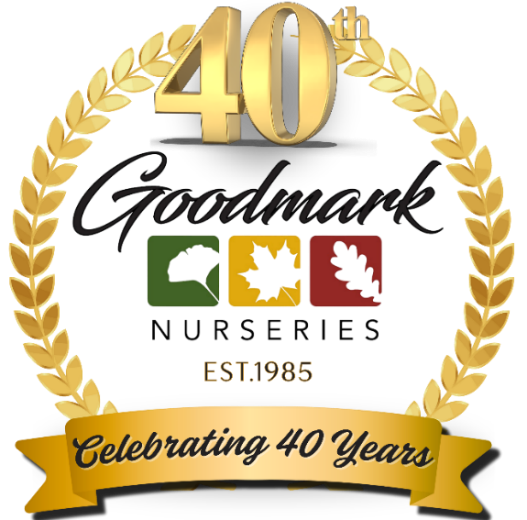 40th
Goodmark
NURSERIES
EST.1985
Celebrating 40 Years